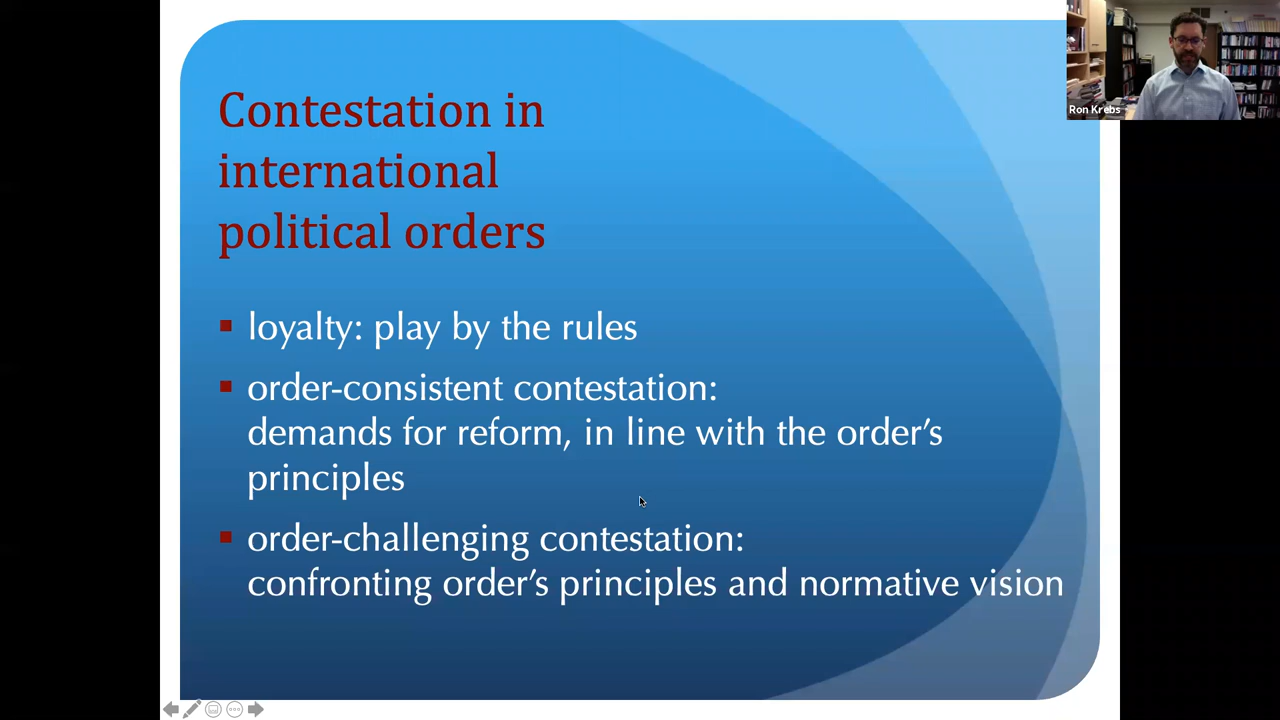 Contestation in
international
political orders
Ron Krebs
loyalty: play by the rules
order-consistent contestation:
demands for reform, in line with the order’s
principles
order-challenging contestation:
confronting order’s principles and normative vision